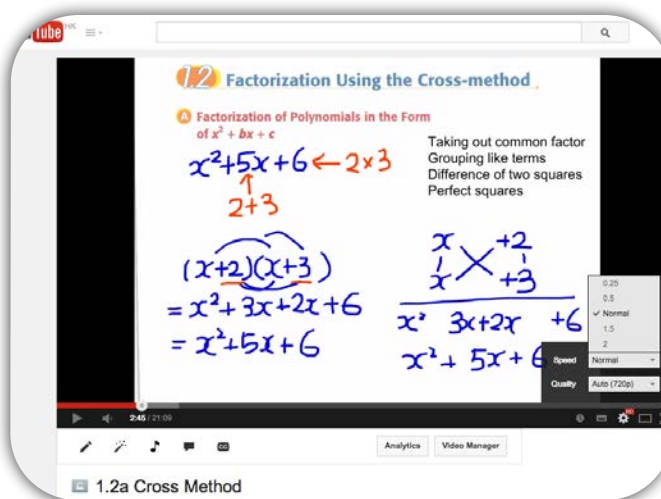 Tube HK
1.2 Factorization Using the Cross-method
A Factorization of Polynomials in the Form
of x² + bx + c
x²+5x+6 ← 2×3
↑
2+3
Taking out common factor
Grouping like terms
Difference of two squares
Perfect squares
(x+2)(x+3)
= x²+3x+2x+6
= x²+5x+6
x +2
x +3
x² 3x+2x +6
x²+ 5x+6
0.25
0.5
✓ Normal
1.5
2
Speed Normal
Quality Auto (720p)
2:45 / 21:09
HD
CC
Analytics Video Manager
1.2a Cross Method